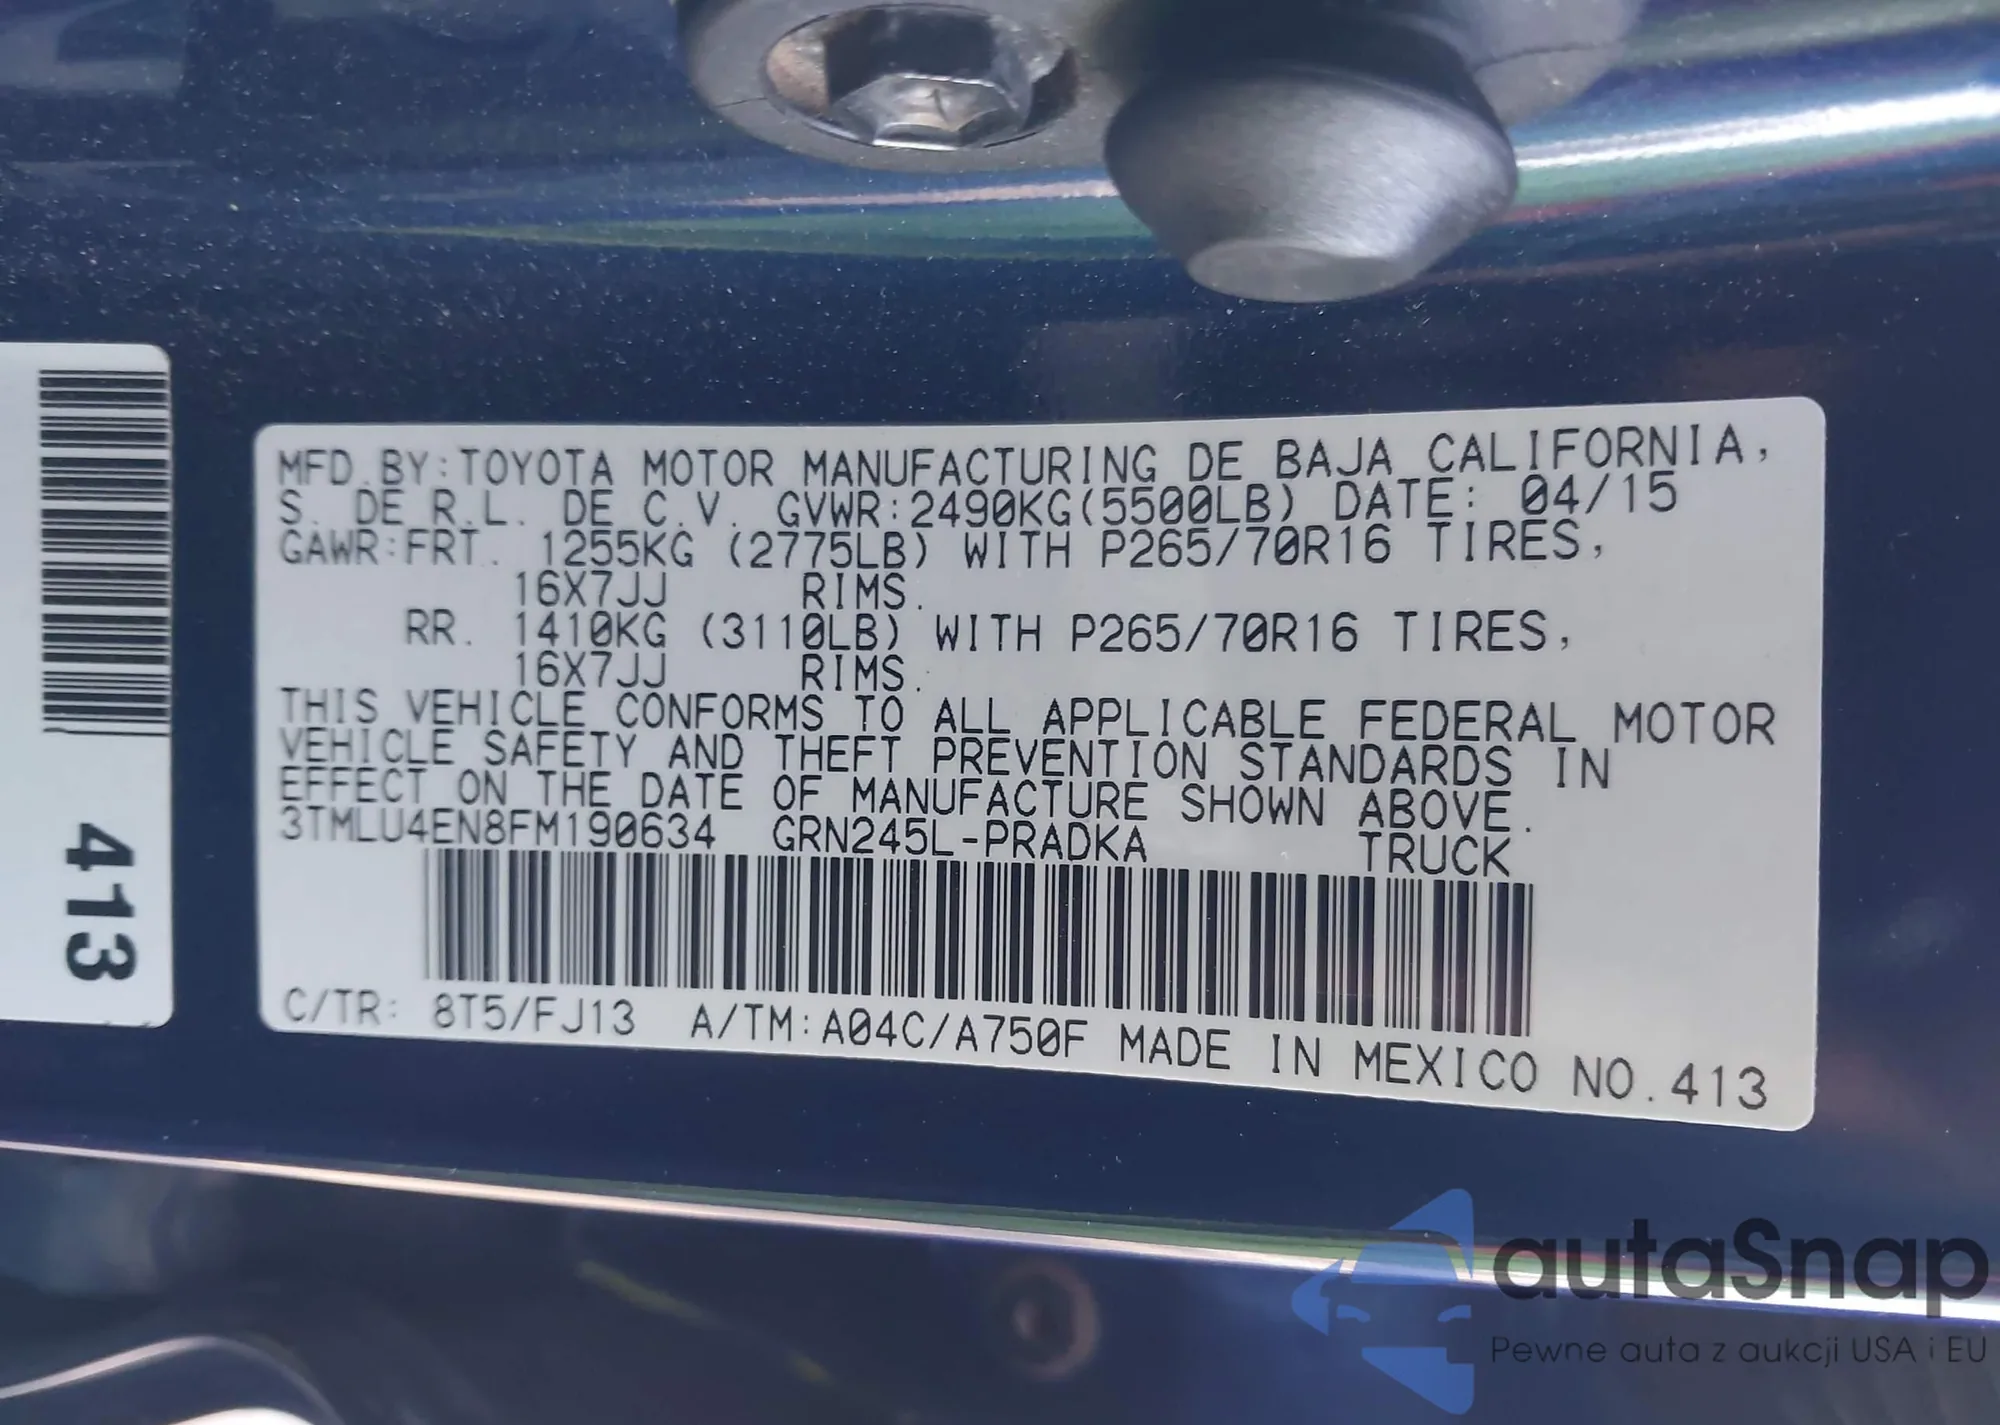 MFD.BY:TOYOTA MOTOR MANUFACTURING DE BAJA CALIFORNIA,
S. DE R.L. DE C.V. GVWR:2490KG(5500LB) DATE: 04/15
GAWR:FRT. 1255KG (2775LB) WITH P265/70R16 TIRES,
16X7JJ RIMS.
RR. 1410KG (3110LB) WITH P265/70R16 TIRES,
16X7JJ RIMS.
THIS VEHICLE CONFORMS TO ALL APPLICABLE FEDERAL MOTOR
VEHICLE SAFETY AND THEFT PREVENTION STANDARDS IN
EFFECT ON THE DATE OF MANUFACTURE SHOWN ABOVE.
3TMLU4EN8FM190634 GRN245L-PRADKA TRUCK
C/TR: 8T5/FJ13 A/TM:A04C/A750F MADE IN MEXICO NO.413
413
autaSnap
Pewne auta z aukcji USA i EU